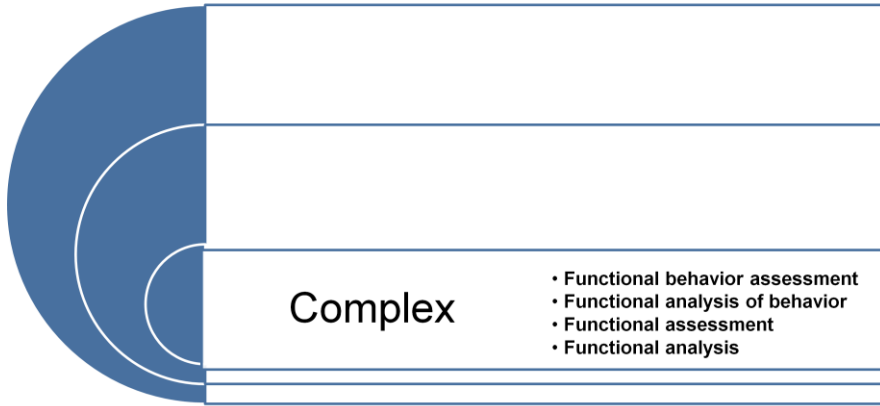 Complex
• Functional behavior assessment
• Functional analysis of behavior
• Functional assessment
• Functional analysis